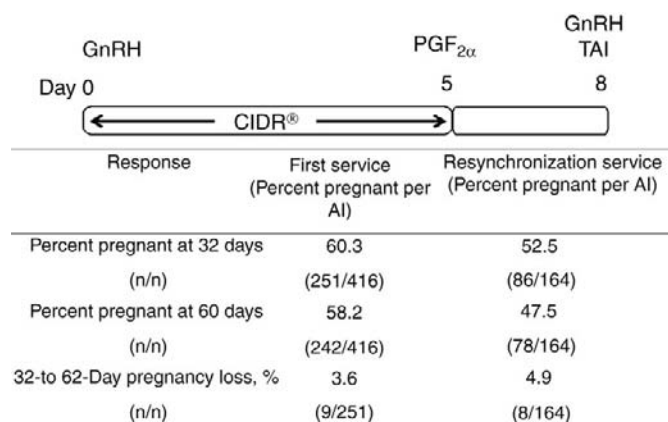 GnRH PGF2α GnRH
TAI
Day 0 5 8
CIDR®
Response First service Resynchronization service
(Percent pregnant per (Percent pregnant per AI)
AI)
Percent pregnant at 32 days 60.3 52.5
(n/n) (251/416) (86/164)
Percent pregnant at 60 days 58.2 47.5
(n/n) (242/416) (78/164)
32-to 62-Day pregnancy loss, % 3.6 4.9
(n/n) (9/251) (8/164)